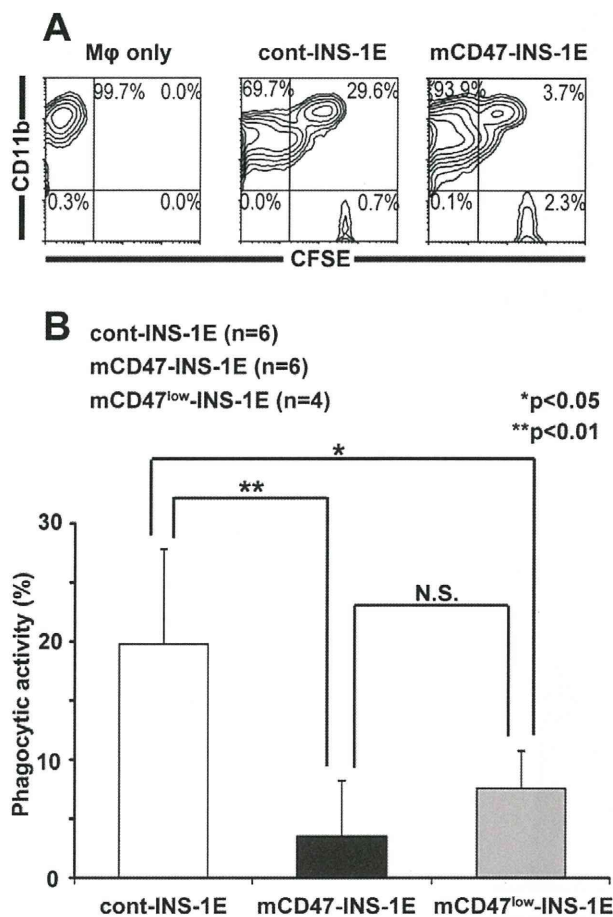 A
Mφ only
cont-INS-1E
mCD47-INS-1E
99.7% 0.0%
0.3% 0.0%
69.7% 29.6%
0.0% 0.7%
93.9% 3.7%
0.1% 2.3%
CD11b
CFSE
B
cont-INS-1E (n=6)
mCD47-INS-1E (n=6)
mCD47low-INS-1E (n=4)
*p<0.05
**p<0.01
*
**
N.S.
Phagocytic activity (%)
30
20
10
0
cont-INS-1E mCD47-INS-1E mCD47low-INS-1E